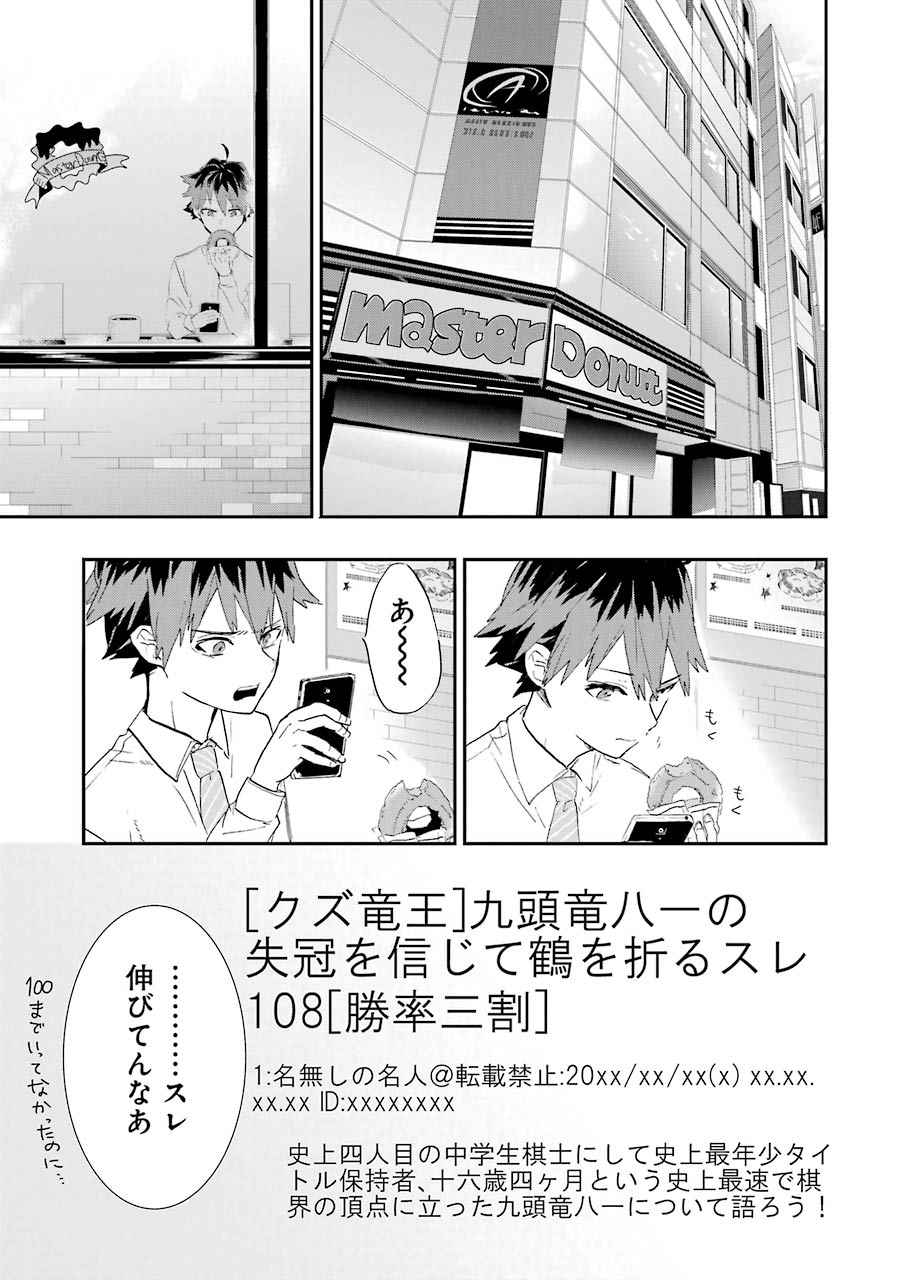 master Donut
Master Donut
もぐ
もぐ
あ〜〜〜
[クズ竜王]九頭竜八一の
失冠を信じて鶴を折るスレ
108[勝率三割]
…………スレ
伸びてんなあ
100までいってなかったのに…
1:名無しの名人@転載禁止:20xx/xx/xx(x) xx.xx.
xx.xx ID:xxxxxxxx
史上四人目の中学生棋士にして史上最年少タイ
トル保持者、十六歳四ヶ月という史上最速で棋
界の頂点に立った九頭竜八一について語ろう！